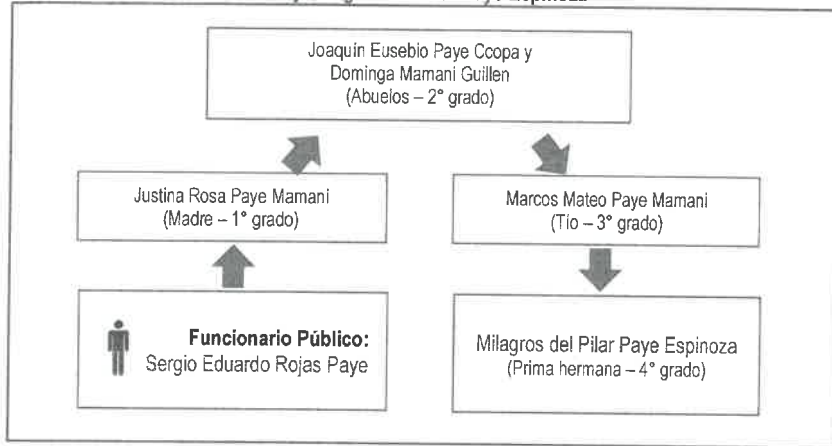 Espinoza
Joaquín Eusebio Paye Ccopa y
Dominga Mamani Guillen
(Abuelos – 2° grado)
Justina Rosa Paye Mamani
(Madre – 1° grado)
Marcos Mateo Paye Mamani
(Tío – 3° grado)
Funcionario Público:
Sergio Eduardo Rojas Paye
Milagros del Pilar Paye Espinoza
(Prima hermana – 4° grado)